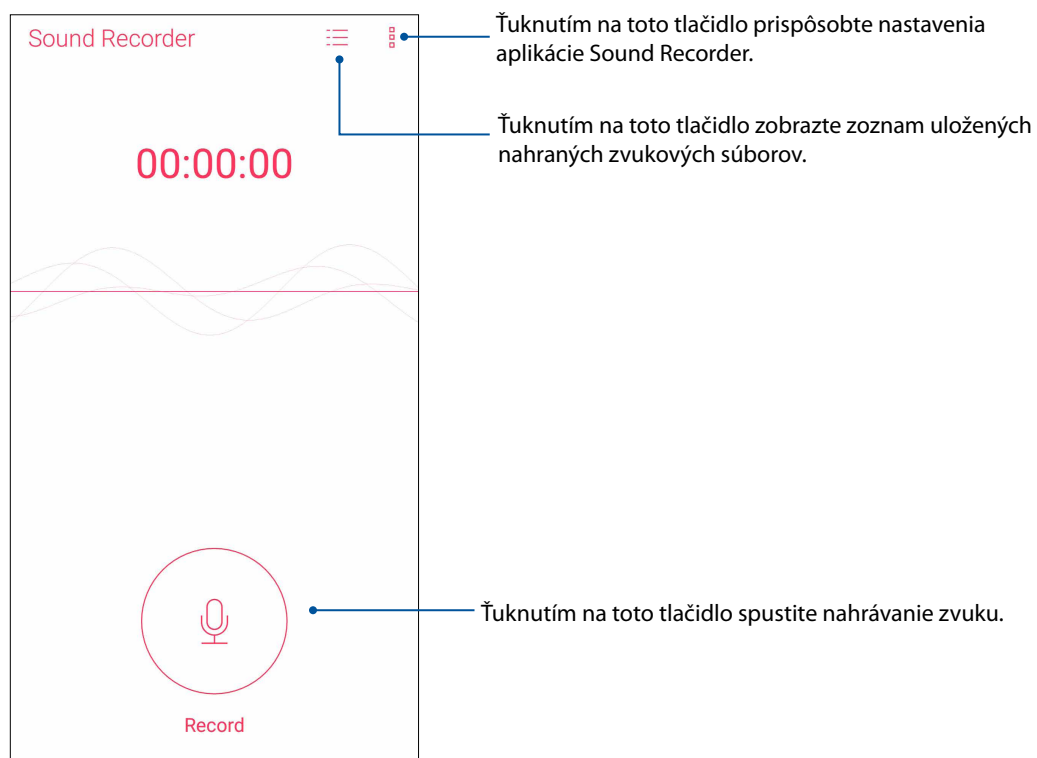 Sound Recorder
Ťuknutím na toto tlačidlo prispôsobte nastavenia
aplikácie Sound Recorder.
Ťuknutím na toto tlačidlo zobrazte zoznam uložených
nahraných zvukových súborov.
00:00:00
Ťuknutím na toto tlačidlo spustite nahrávanie zvuku.
Record